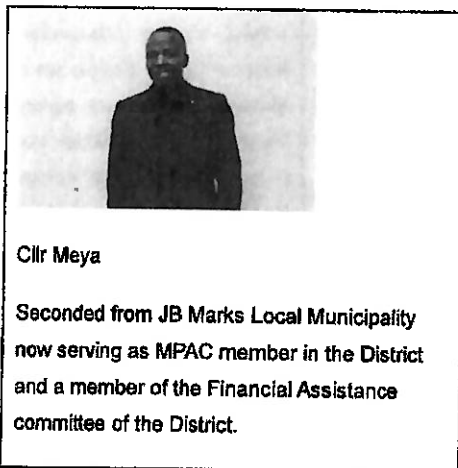 Cllr Meya
Seconded from JB Marks Local Municipality
now serving as MPAC member in the District
and a member of the Financial Assistance
committee of the District.